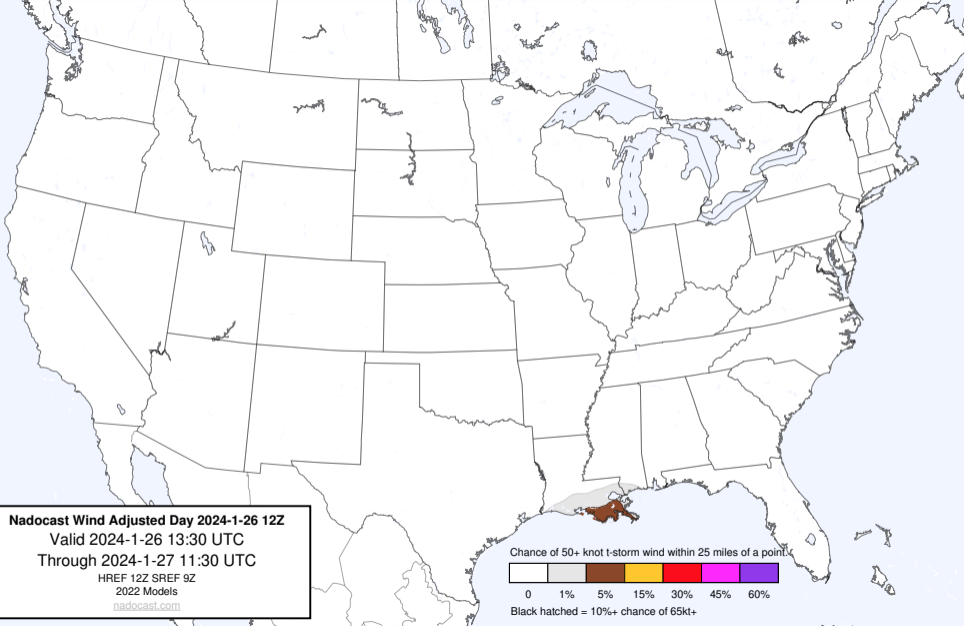 Nadocast Wind Adjusted Day 2024-1-26 12Z
Valid 2024-1-26 13:30 UTC
Through 2024-1-27 11:30 UTC
HREF 12Z SREF 9Z
2022 Models
nadocast.com
Chance of 50+ knot t-storm wind within 25 miles of a point.
0 1% 5% 15% 30% 45% 60%
Black hatched = 10%+ chance of 65kt+